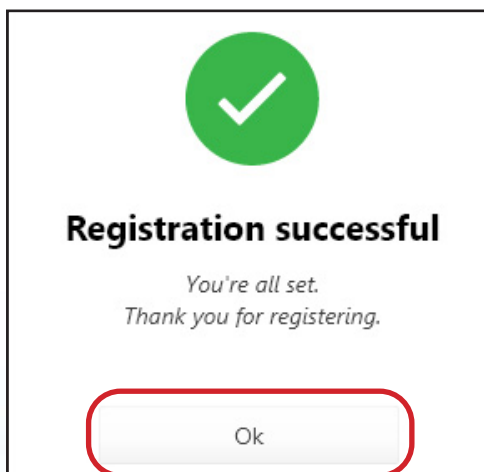 Registration successful
You're all set.
Thank you for registering.
Ok